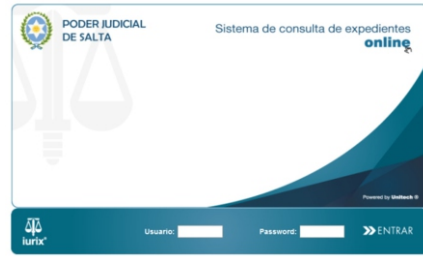 PODER JUDICIAL
DE SALTA
Sistema de consulta de expedientes
online
Powered by Unitech ®
iurix®
Usuario:
Password:
ENTRAR